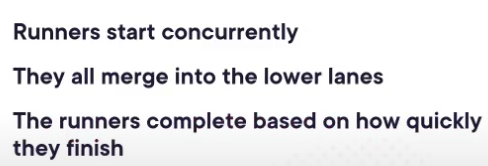 Runners start concurrently
They all merge into the lower lanes
The runners complete based on how quickly
they finish